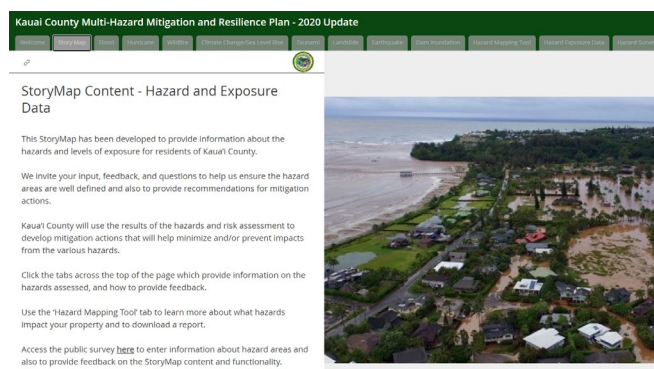 Kauai County Multi-Hazard Mitigation and Resilience Plan - 2020 Update
Welcome Story Map Flood Hurricane Wildfire Climate Change/Sea Level Rise Tsunami Landslide Earthquake Dam Inundation Hazard Mapping Tool Hazard Exposure Data Hazard Surve
StoryMap Content - Hazard and Exposure
Data
This StoryMap has been developed to provide information about the
hazards and levels of exposure for residents of Kaua'i County.
We invite your input, feedback, and questions to help us ensure the hazard
areas are well defined and also to provide recommendations for mitigation
actions.
Kaua'i County will use the results of the hazards and risk assessment to
develop mitigation actions that will help minimize and/or prevent impacts
from the various hazards.
Click the tabs across the top of the page which provide information on the
hazards assessed, and how to provide feedback.
Use the 'Hazard Mapping Tool' tab to learn more about what hazards
impact your property and to download a report.
Access the public survey here to enter information about hazard areas and
also to provide feedback on the StoryMap content and functionality.